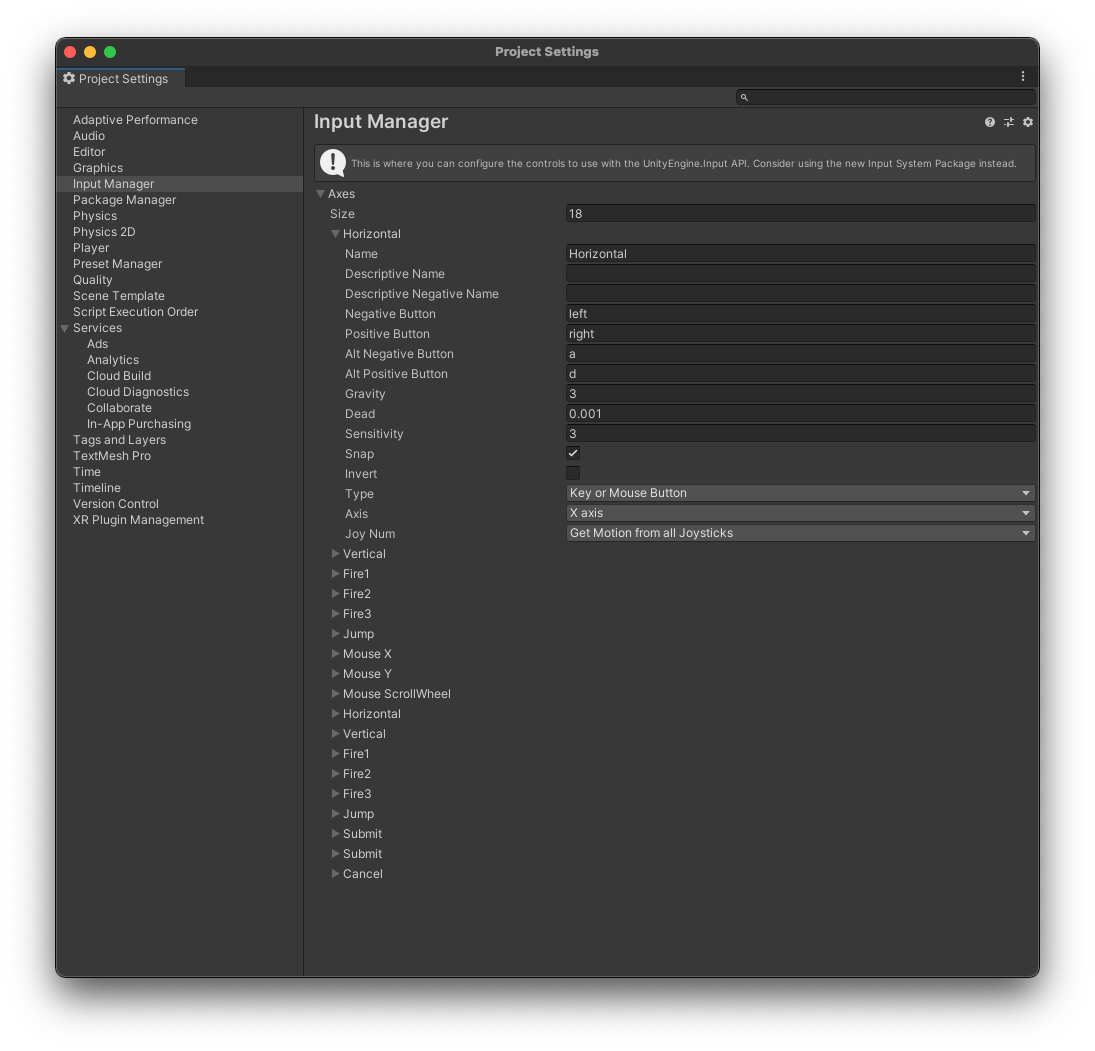 Project Settings
Project Settings
Adaptive Performance
Audio
Editor
Graphics
Input Manager
Package Manager
Physics
Physics 2D
Player
Preset Manager
Quality
Scene Template
Script Execution Order
Services
Ads
Analytics
Cloud Build
Cloud Diagnostics
Collaborate
In-App Purchasing
Tags and Layers
TextMesh Pro
Time
Timeline
Version Control
XR Plugin Management
Input Manager
This is where you can configure the controls to use with the UnityEngine.Input API. Consider using the new Input System Package instead.
Axes
Size 18
Horizontal
Name Horizontal
Descriptive Name
Descriptive Negative Name
Negative Button left
Positive Button right
Alt Negative Button a
Alt Positive Button d
Gravity 3
Dead 0.001
Sensitivity 3
Snap
Invert
Type Key or Mouse Button
Axis X axis
Joy Num Get Motion from all Joysticks
Vertical
Fire1
Fire2
Fire3
Jump
Mouse X
Mouse Y
Mouse ScrollWheel
Horizontal
Vertical
Fire1
Fire2
Fire3
Jump
Submit
Submit
Cancel